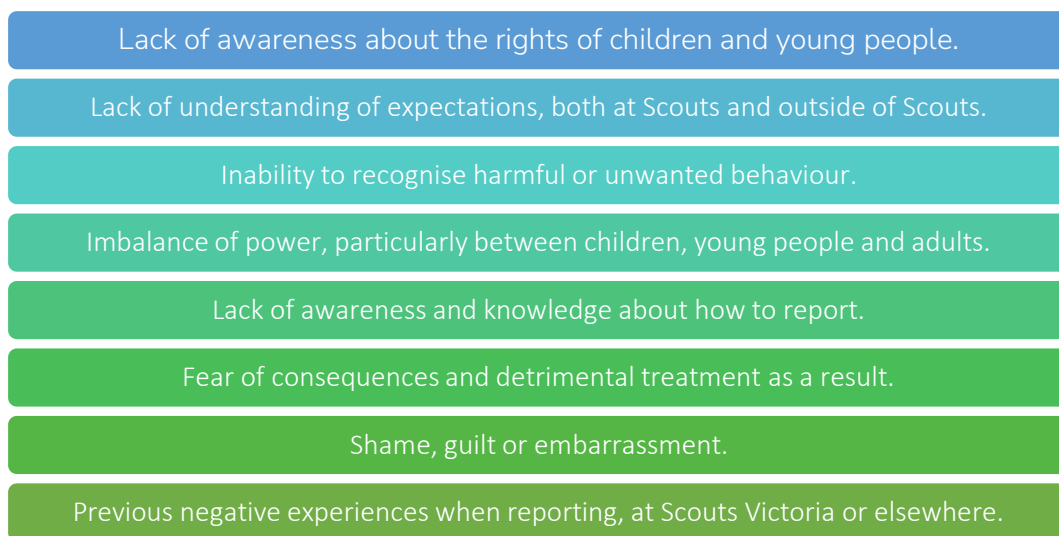 Lack of awareness about the rights of children and young people.
Lack of understanding of expectations, both at Scouts and outside of Scouts.
Inability to recognise harmful or unwanted behaviour.
Imbalance of power, particularly between children, young people and adults.
Lack of awareness and knowledge about how to report.
Fear of consequences and detrimental treatment as a result.
Shame, guilt or embarrassment.
Previous negative experiences when reporting, at Scouts Victoria or elsewhere.